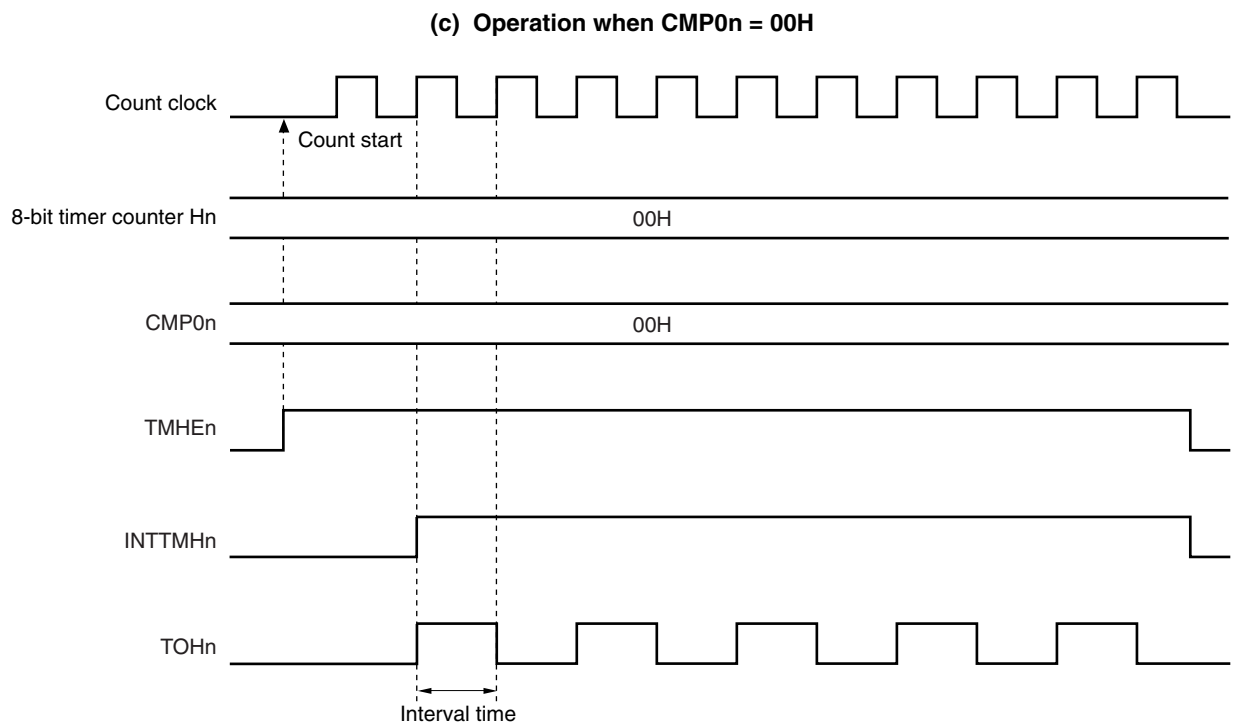 (c) Operation when CMP0n = 00H
Count clock
Count start
8-bit timer counter Hn
00H
CMP0n
00H
TMHEn
INTTMHn
TOHn
Interval time